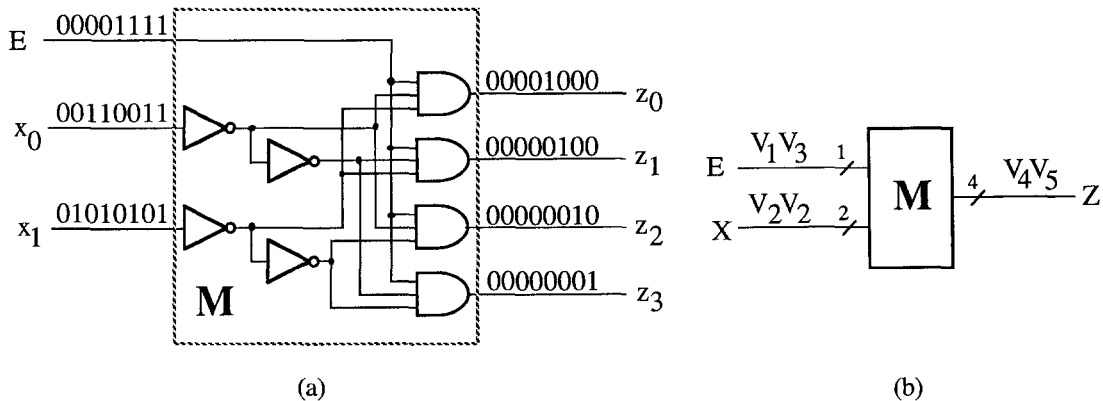 E 00001111
00001000 z0
x0 00110011
00000100 z1
x1 01010101
00000010 z2
M
00000001 z3
(a)
E V1V3 1
M
4 V4V5 Z
X V2V2 2
(b)